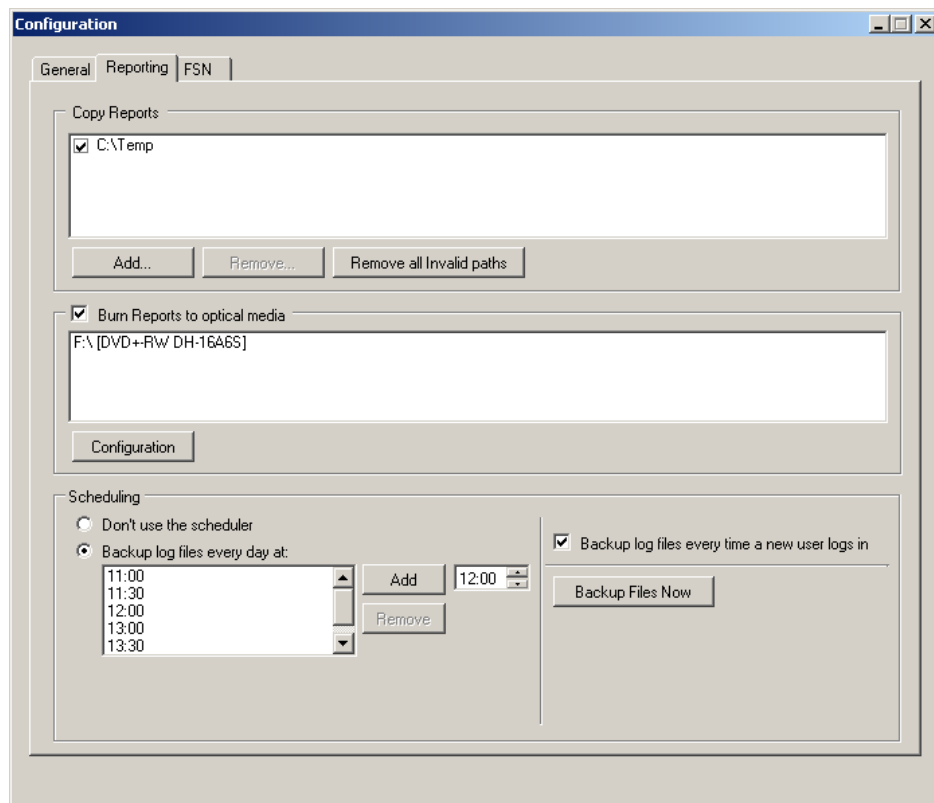 Configuration
General Reporting FSN
Copy Reports
C:\Temp
Add... Remove... Remove all Invalid paths
Burn Reports to optical media
F:\ [DVD+-RW DH-16A6S]
Configuration
Scheduling
Don't use the scheduler
Backup log files every day at:
11:00
11:30
12:00
13:00
13:30
Add 12:00
Remove
Backup log files every time a new user logs in
Backup Files Now